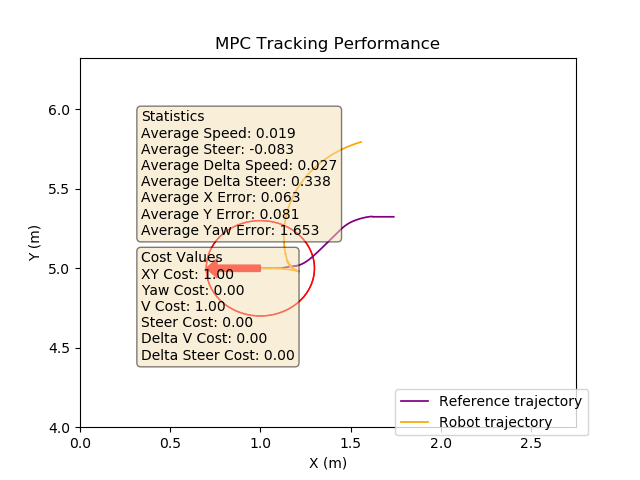 MPC Tracking Performance
Y (m)
6.0
5.5
5.0
4.5
4.0
Statistics
Average Speed: 0.019
Average Steer: -0.083
Average Delta Speed: 0.027
Average Delta Steer: 0.338
Average X Error: 0.063
Average Y Error: 0.081
Average Yaw Error: 1.653
Cost Values
XY Cost: 1.00
Yaw Cost: 0.00
V Cost: 1.00
Steer Cost: 0.00
Delta V Cost: 0.00
Delta Steer Cost: 0.00
Reference trajectory
Robot trajectory
0.0 0.5 1.0 1.5 2.0 2.5
X (m)